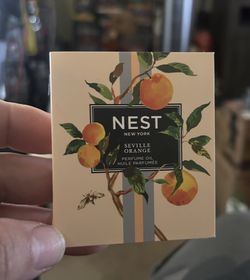 NEST
NEW YORK
SEVILLE
ORANGE
PERFUME OIL
HUILE PARFUMÉE